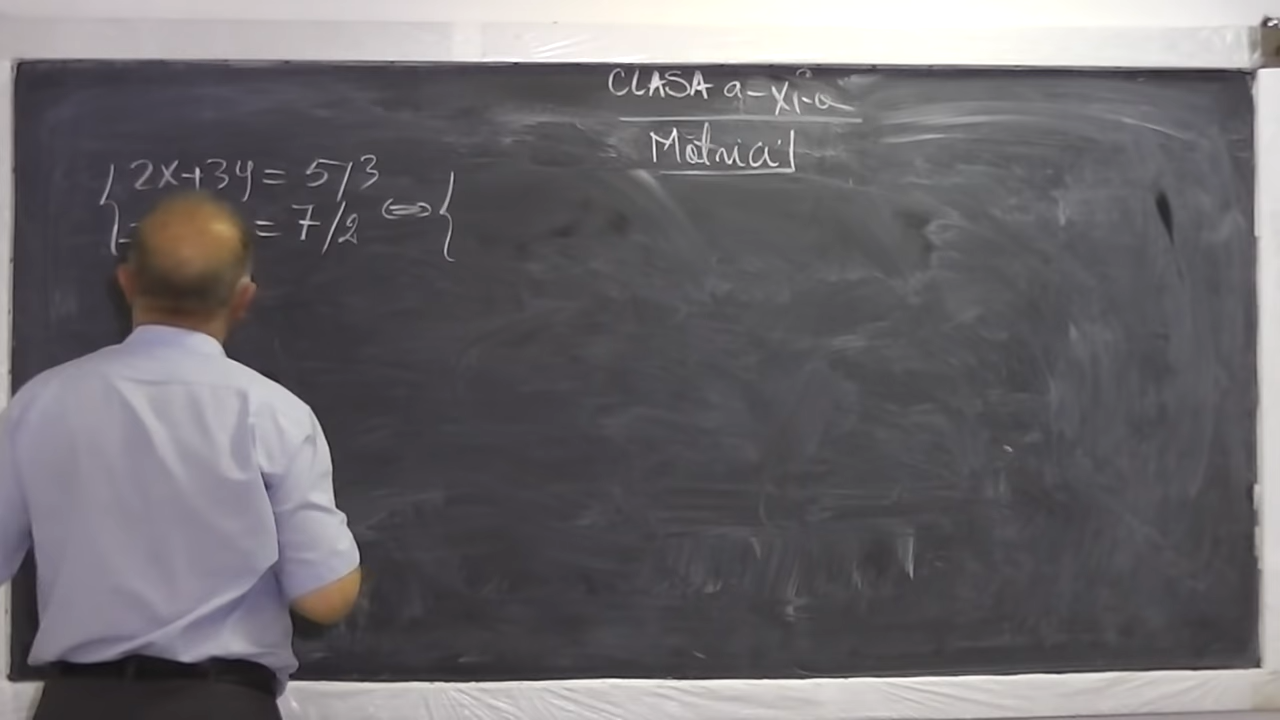 CLASA a-XI-a
Matrici
{ 2x+3y = 5/3
= 7/2 <=> {